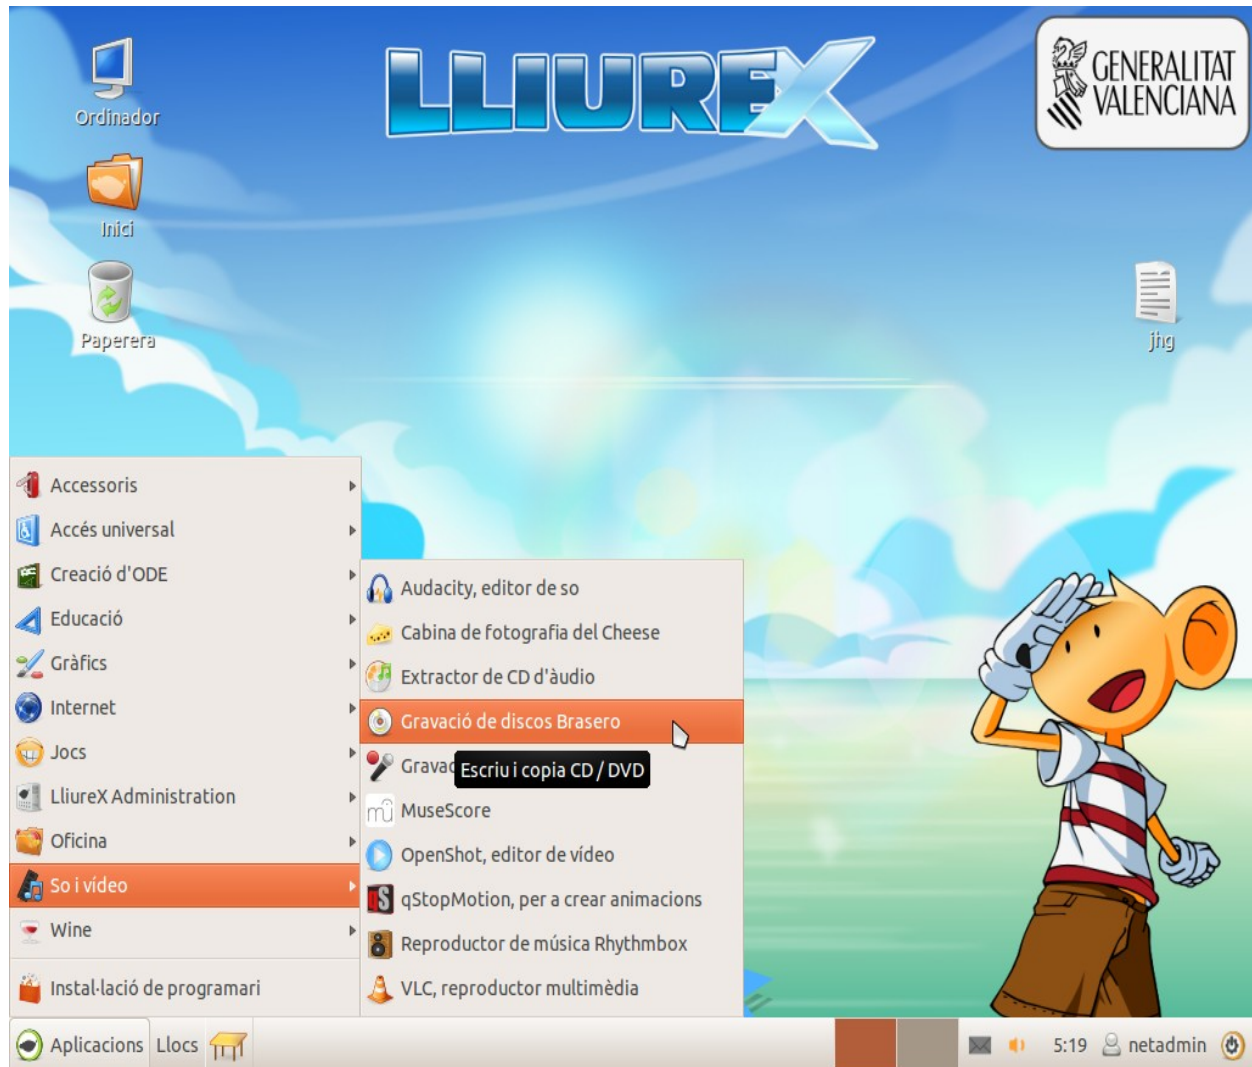 LLIUREX
GENERALITAT
VALENCIANA
Ordinador
Inici
Paperera
jhg
Accessoris
Accés universal
Creació d'ODE
Educació
Gràfics
Internet
Jocs
LliureX Administration
Oficina
So i vídeo
Wine
Instal·lació de programari
Audacity, editor de so
Cabina de fotografia del Cheese
Extractor de CD d'àudio
Gravació de discos Brasero
Escriu i copia CD / DVD
MuseScore
OpenShot, editor de vídeo
qStopMotion, per a crear animacions
Reproductor de música Rhythmbox
VLC, reproductor multimèdia
Aplicacions Llocs
5:19 netadmin